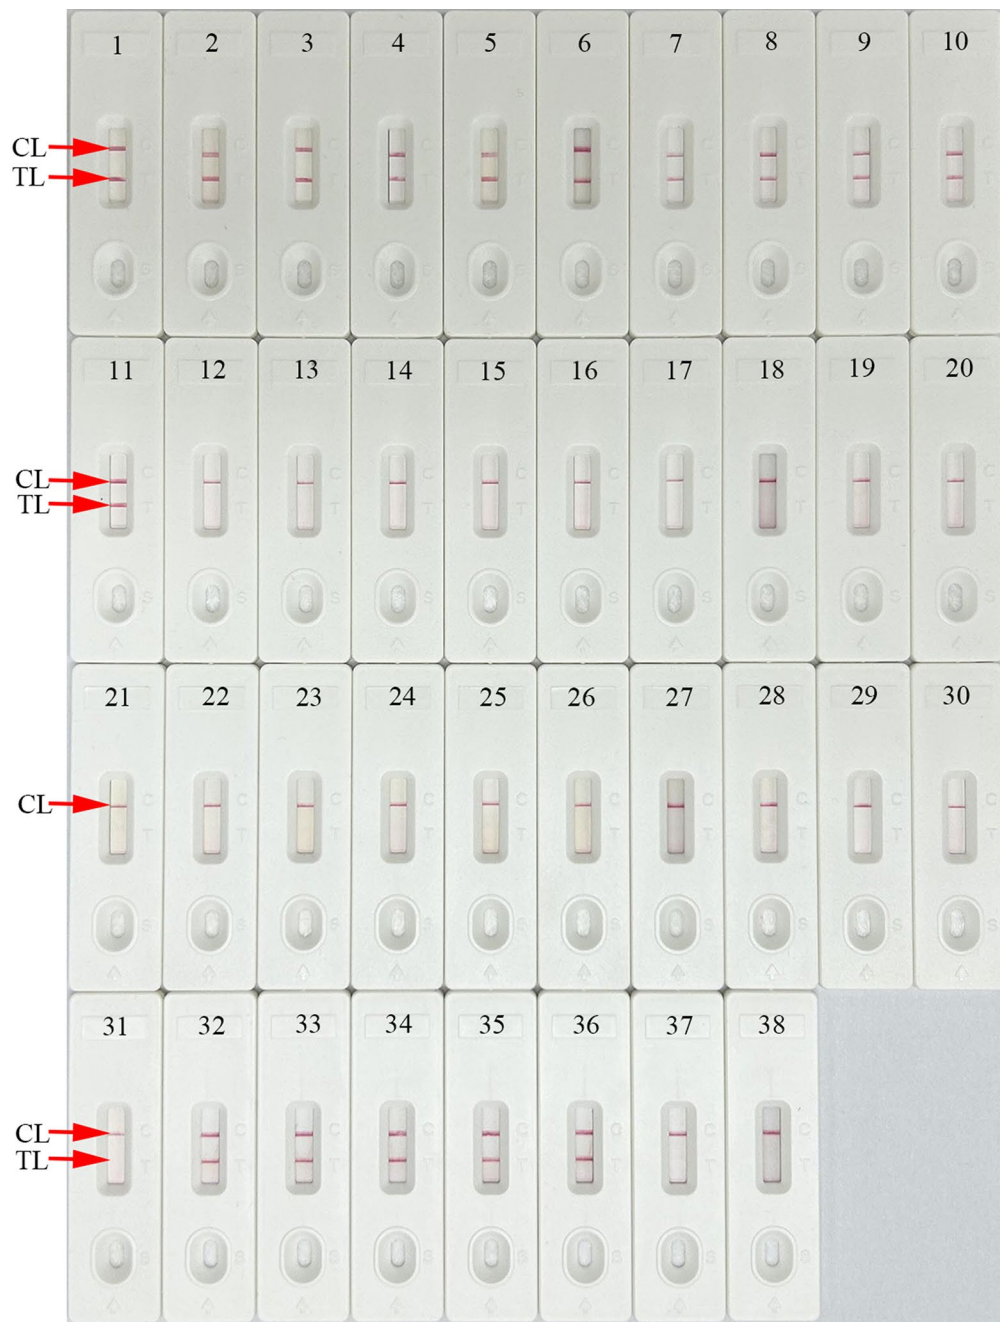 1 2 3 4 5 6 7 8 9 10
CL
TL
C C C C C C C C C C
T T T T T T T T T T
S S S S S S S S S S
11 12 13 14 15 16 17 18 19 20
CL
TL
C C C C C C C C C C
T T T T T T T T T T
S S S S S S S S S S
21 22 23 24 25 26 27 28 29 30
CL
C C C C C C C C C C
T T T T T T T T T T
S S S S S S S S S S
31 32 33 34 35 36 37 38
CL
TL
C C C C C C C C
T T T T T T T T
S S S S S S S S